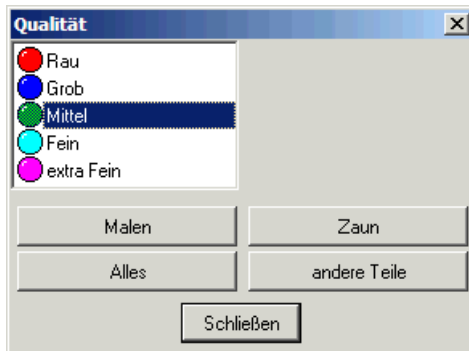 Qualität
Rau
Grob
Mittel
Fein
extra Fein
Malen Zaun
Alles andere Teile
Schließen